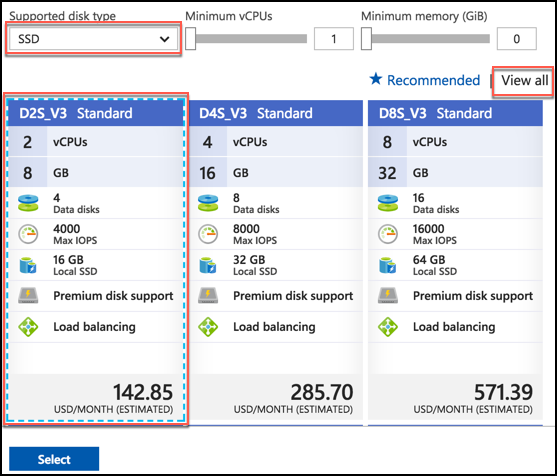 Supported disk type Minimum vCPUs Minimum memory (GiB)
SSD 1 0
Recommended | View all
D2S_V3 Standard D4S_V3 Standard D8S_V3 Standard
2 vCPUs 4 vCPUs 8 vCPUs
8 GB 16 GB 32 GB
4 8 16
Data disks Data disks Data disks
4000 8000 16000
Max IOPS Max IOPS Max IOPS
16 GB 32 GB 64 GB
Local SSD Local SSD Local SSD
Premium disk support Premium disk support Premium disk support
Load balancing Load balancing Load balancing
142.85 285.70 571.39
USD/MONTH (ESTIMATED) USD/MONTH (ESTIMATED) USD/MONTH (ESTIMATED)
Select